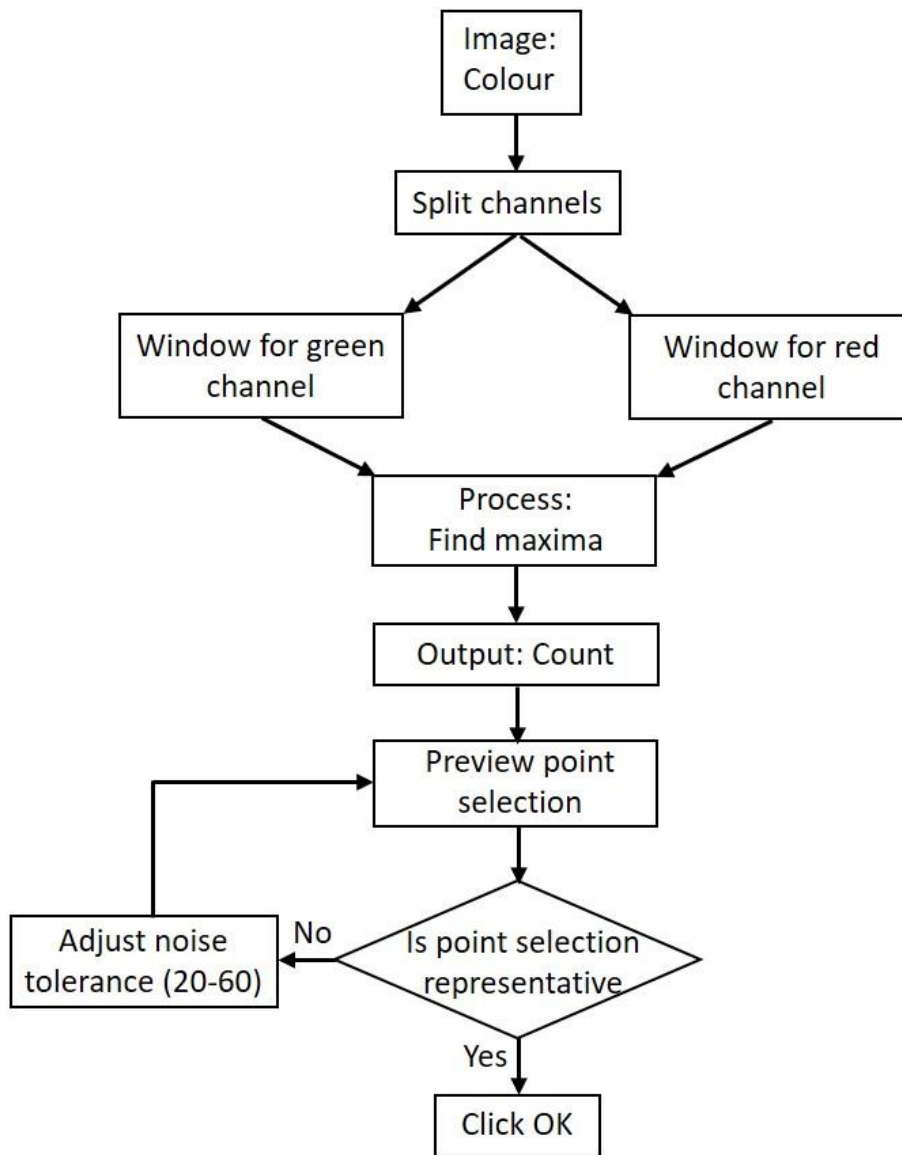 Image:
Colour
Split channels
Window for green
channel
Window for red
channel
Process:
Find maxima
Output: Count
Preview point
selection
Is point selection
representative
No
Adjust noise
tolerance (20-60)
Yes
Click OK